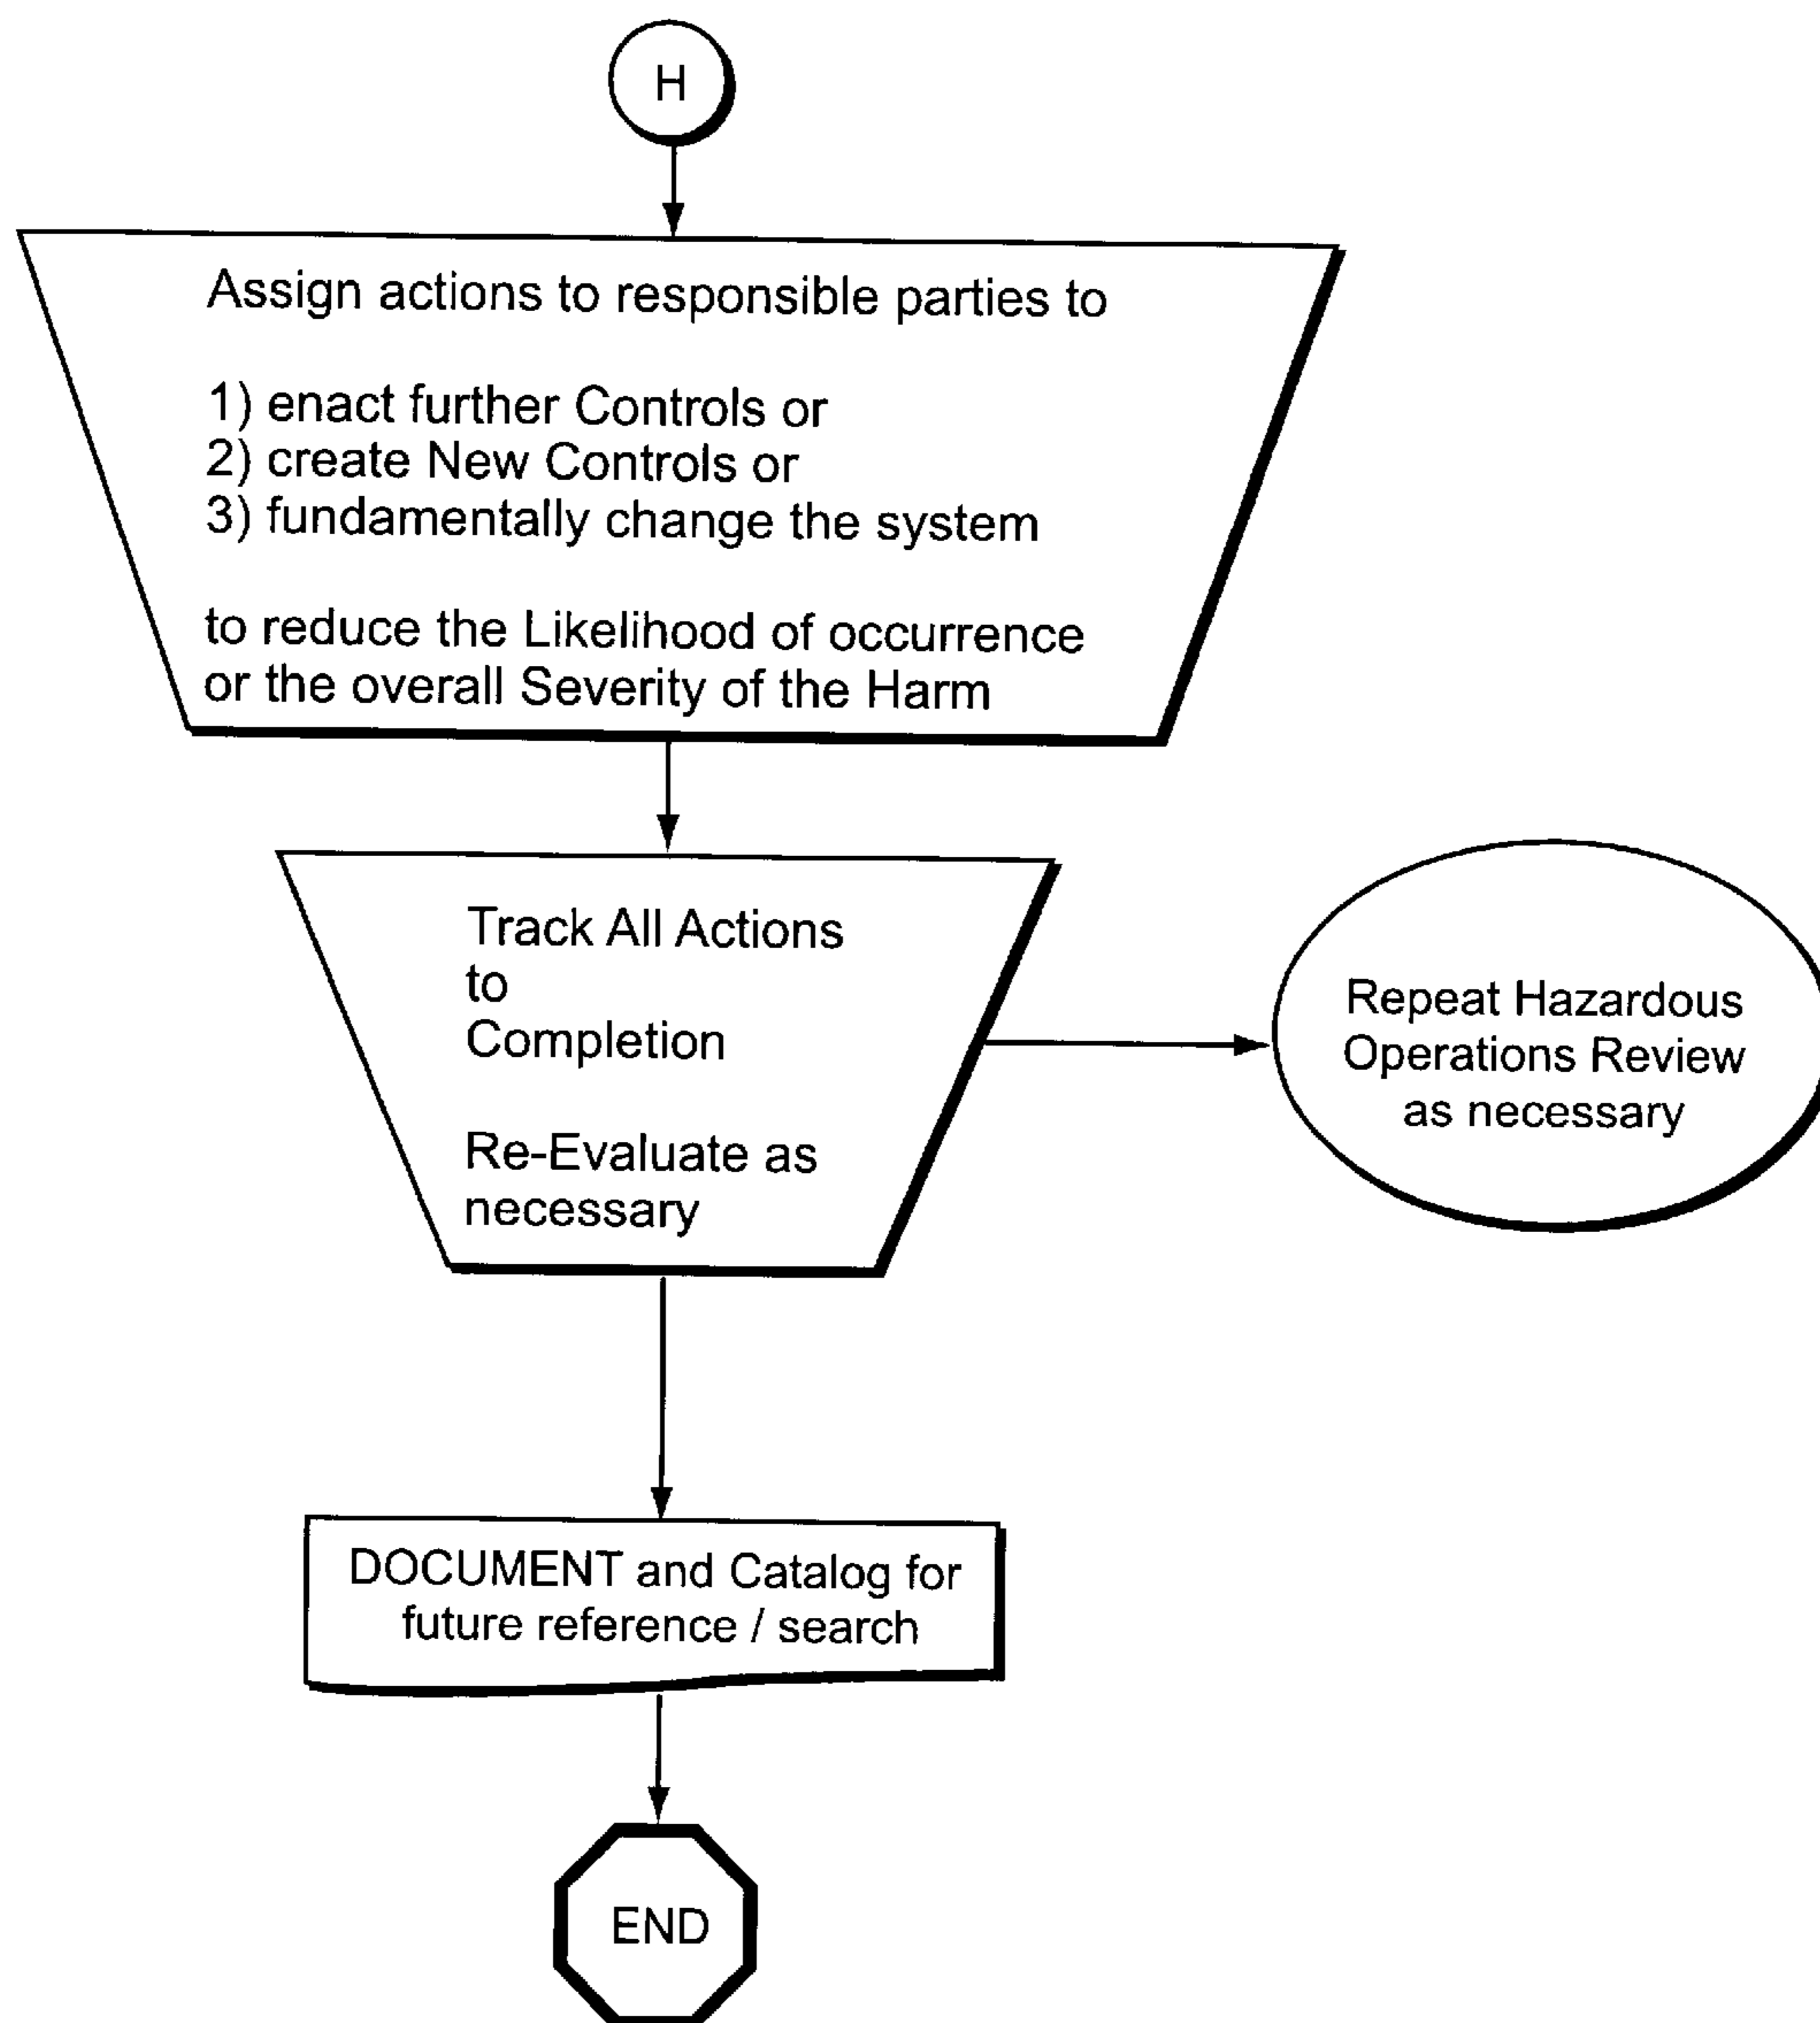 H
Assign actions to responsible parties to
1) enact further Controls or
2) create New Controls or
3) fundamentally change the system
to reduce the Likelihood of occurrence
or the overall Severity of the Harm
Track All Actions
to
Completion
Re-Evaluate as
necessary
Repeat Hazardous
Operations Review
as necessary
DOCUMENT and Catalog for
future reference / search
END